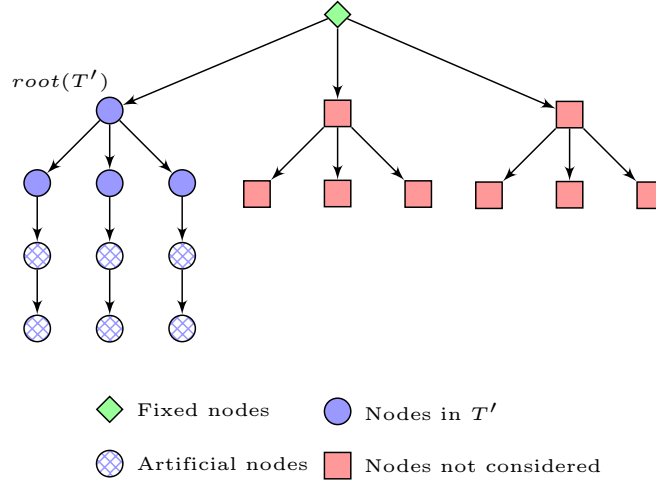 root(T′)
Fixed nodes
Nodes in T′
Artificial nodes
Nodes not considered